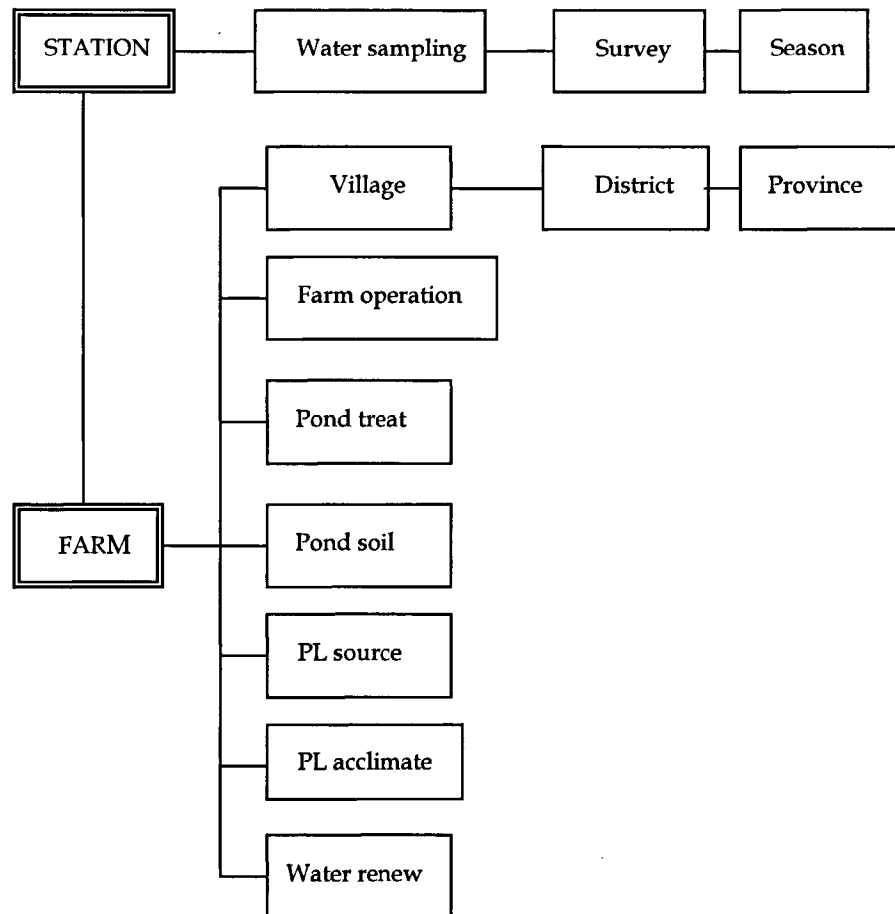 STATION
Water sampling
Survey
Season
Village
District
Province
Farm operation
Pond treat
FARM
Pond soil
PL source
PL acclimate
Water renew